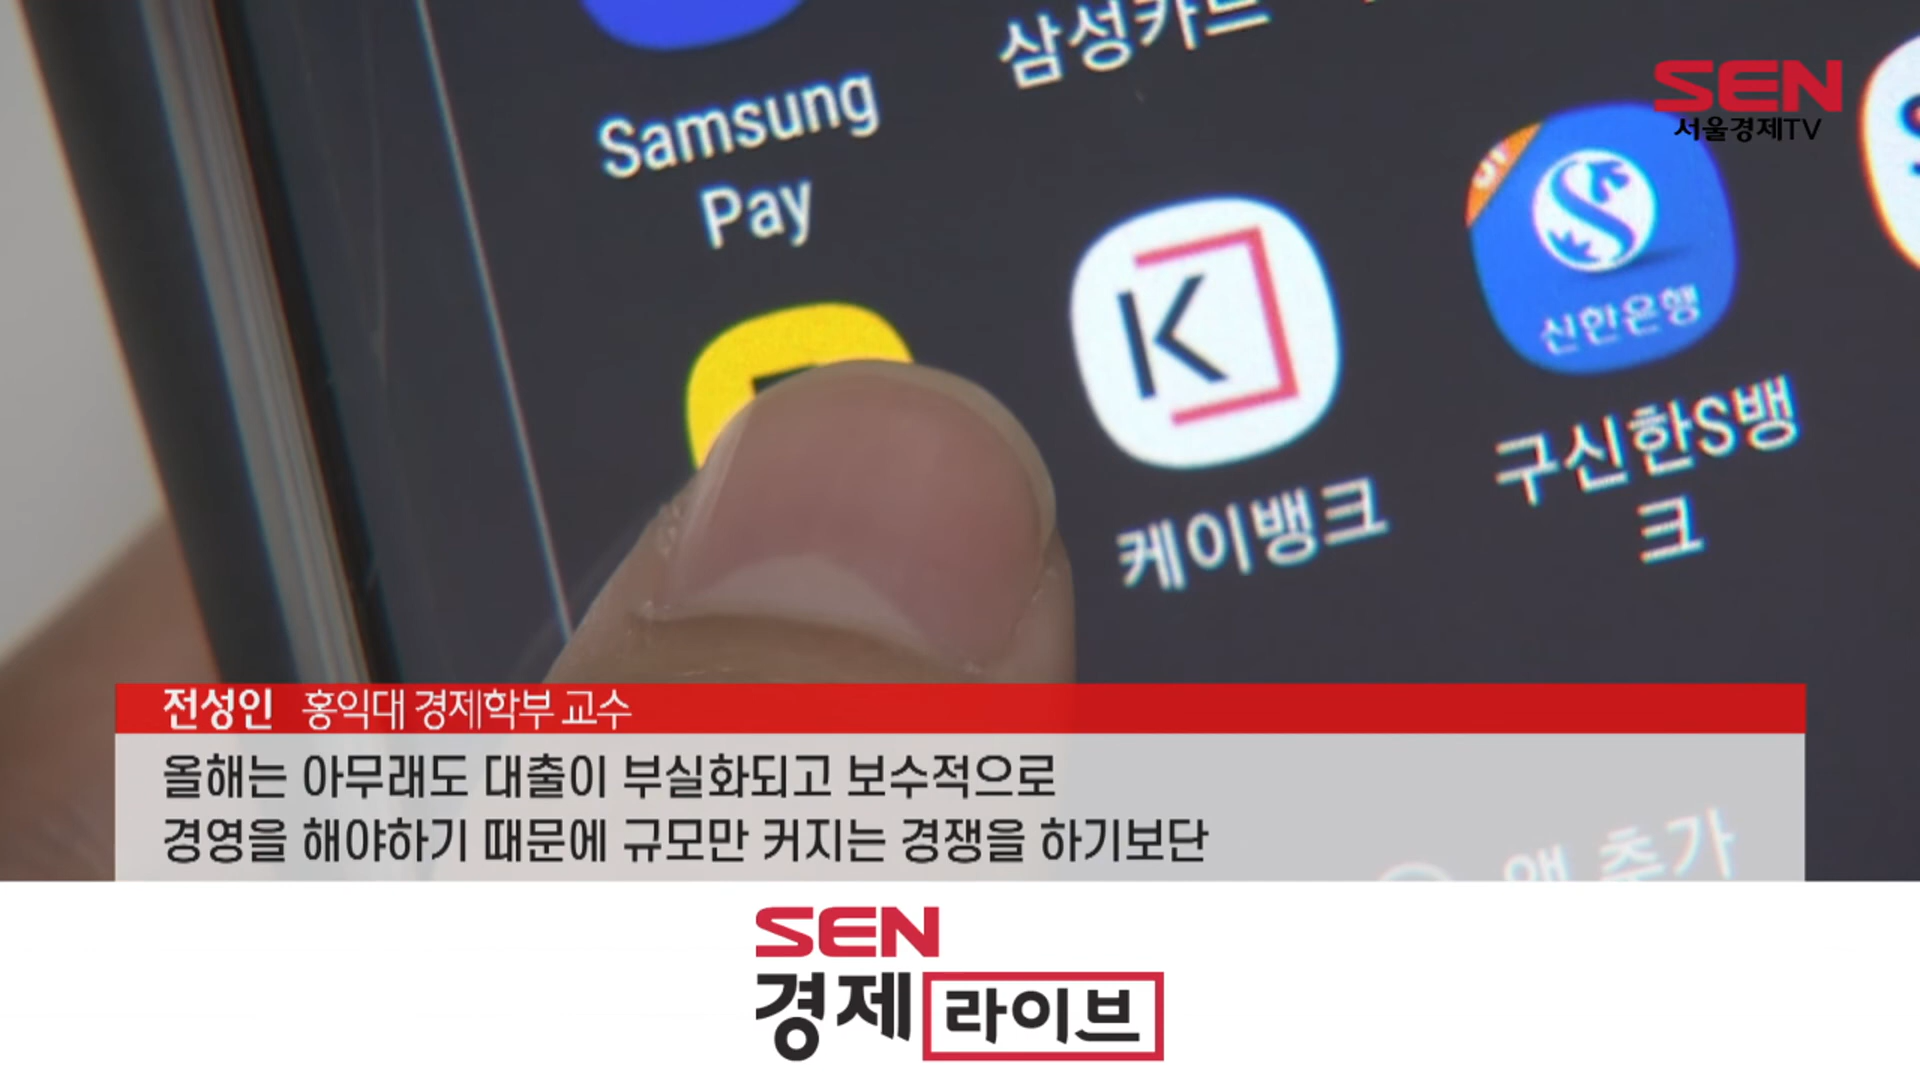 삼성카드
SEN
서울경제TV
Samsung
Pay
K
S
신한은행
케이뱅크
구신한S뱅
크
전성인 홍익대 경제학부 교수
올해는 아무래도 대출이 부실화되고 보수적으로
경영을 해야하기 때문에 규모만 커지는 경쟁을 하기보단
앱 추가
SEN
경제 라이브